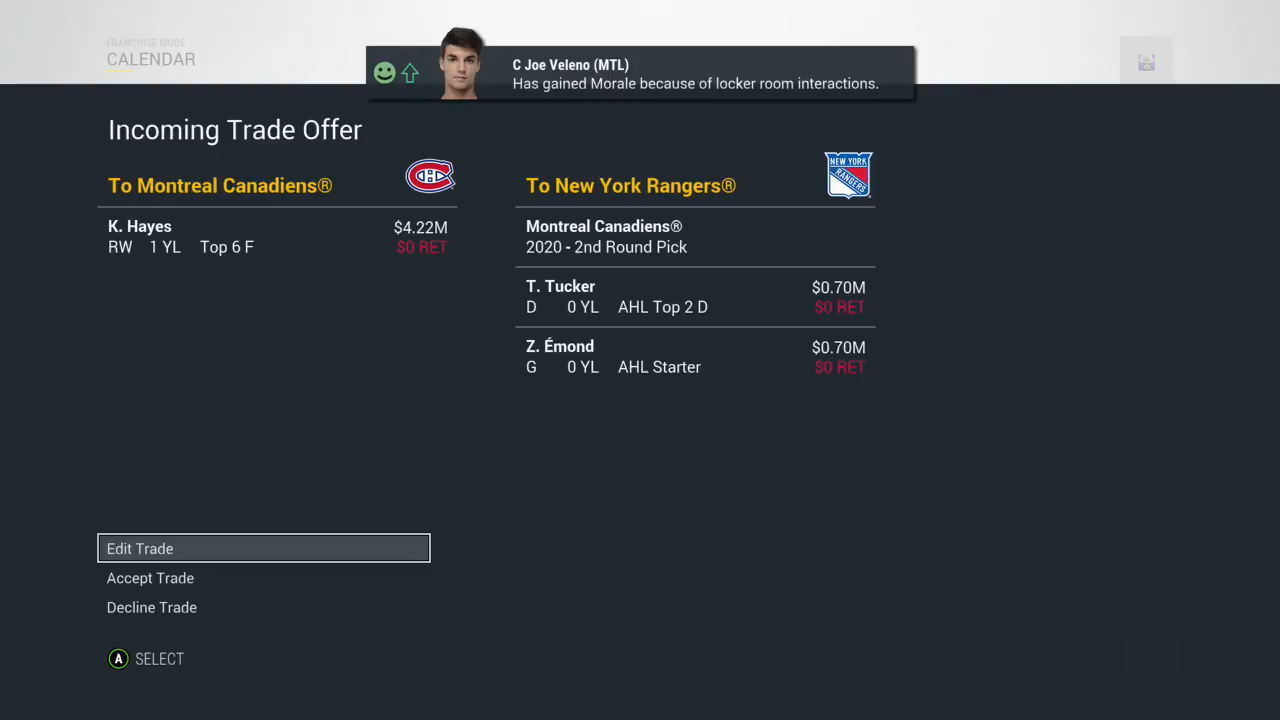 FRANCHISE MODE
CALENDAR
C Joe Veleno (MTL)
Has gained Morale because of locker room interactions.
Incoming Trade Offer
To Montreal Canadiens®
K. Hayes $4.22M
RW 1 YL Top 6 F $0 RET
To New York Rangers®
NEW YORK
RANGERS
Montreal Canadiens®
2020 - 2nd Round Pick
T. Tucker $0.70M
D 0 YL AHL Top 2 D $0 RET
Z. Émond $0.70M
G 0 YL AHL Starter $0 RET
Edit Trade
Accept Trade
Decline Trade
A SELECT